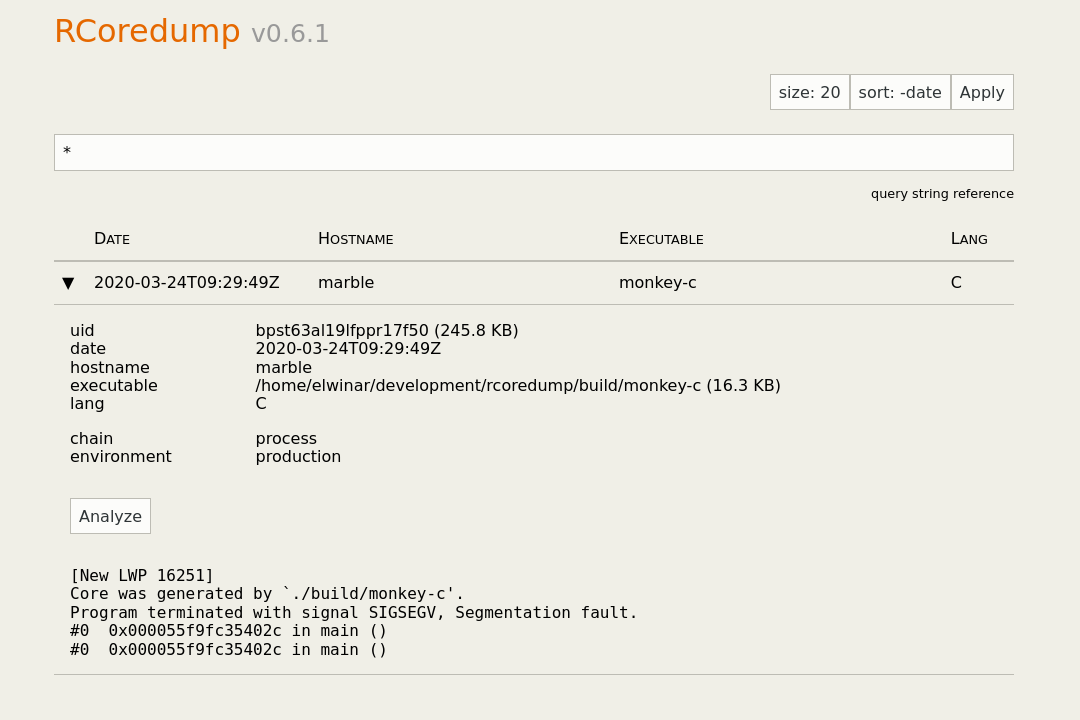 RCoredump v0.6.1
size: 20 sort: -date Apply
*
query string reference
Date Hostname Executable Lang
▼ 2020-03-24T09:29:49Z marble monkey-c C
uid bpst63al19lfppr17f50 (245.8 KB)
date 2020-03-24T09:29:49Z
hostname marble
executable /home/elwinar/development/rcoredump/build/monkey-c (16.3 KB)
lang C
chain process
environment production
Analyze
[New LWP 16251]
Core was generated by `./build/monkey-c'.
Program terminated with signal SIGSEGV, Segmentation fault.
#0  0x000055f9fc35402c in main ()
#0  0x000055f9fc35402c in main ()